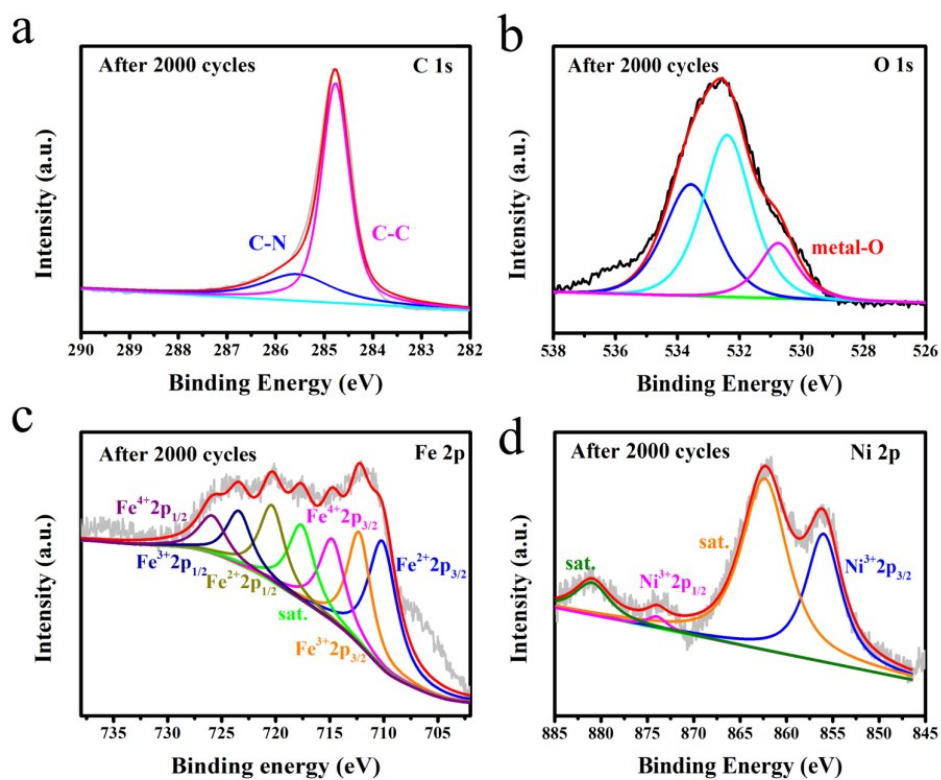 a
After 2000 cycles
C 1s
C-N
C-C
Intensity (a.u.)
290 289 288 287 286 285 284 283 282
Binding Energy (eV)
b
After 2000 cycles
O 1s
metal-O
Intensity (a.u.)
538 536 534 532 530 528 526
Binding Energy (eV)
c
After 2000 cycles
Fe 2p
Fe⁴⁺2p₁/₂
Fe³⁺2p₁/₂
Fe²⁺2p₁/₂
sat.
Fe⁴⁺2p₃/₂
Fe³⁺2p₃/₂
Fe²⁺2p₃/₂
Intensity (a.u.)
735 730 725 720 715 710 705
Binding energy (eV)
d
After 2000 cycles
Ni 2p
sat.
Ni³⁺2p₁/₂
sat.
Ni³⁺2p₃/₂
Intensity (a.u.)
885 880 875 870 865 860 855 850 845
Binding Energy (eV)